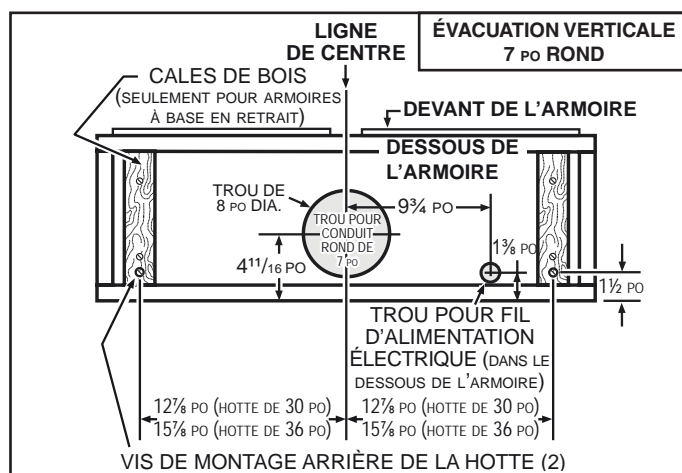 LIGNE
DE CENTRE
ÉVACUATION VERTICALE
7 PO ROND
CALES DE BOIS
(SEULEMENT POUR ARMOIRES
À BASE EN RETRAIT)
DEVANT DE L'ARMOIRE
DESSOUS DE
L'ARMOIRE
TROU DE
8 PO DIA.
TROU POUR
CONDUIT
ROND DE
7 PO
9¾ PO
4 11/16 PO
1⅜ PO
1½ PO
TROU POUR FIL
D'ALIMENTATION
ÉLECTRIQUE (DANS LE
DESSOUS DE L'ARMOIRE)
12⅞ PO (HOTTE DE 30 PO)
15⅞ PO (HOTTE DE 36 PO)
12⅞ PO (HOTTE DE 30 PO)
15⅞ PO (HOTTE DE 36 PO)
VIS DE MONTAGE ARRIÈRE DE LA HOTTE (2)